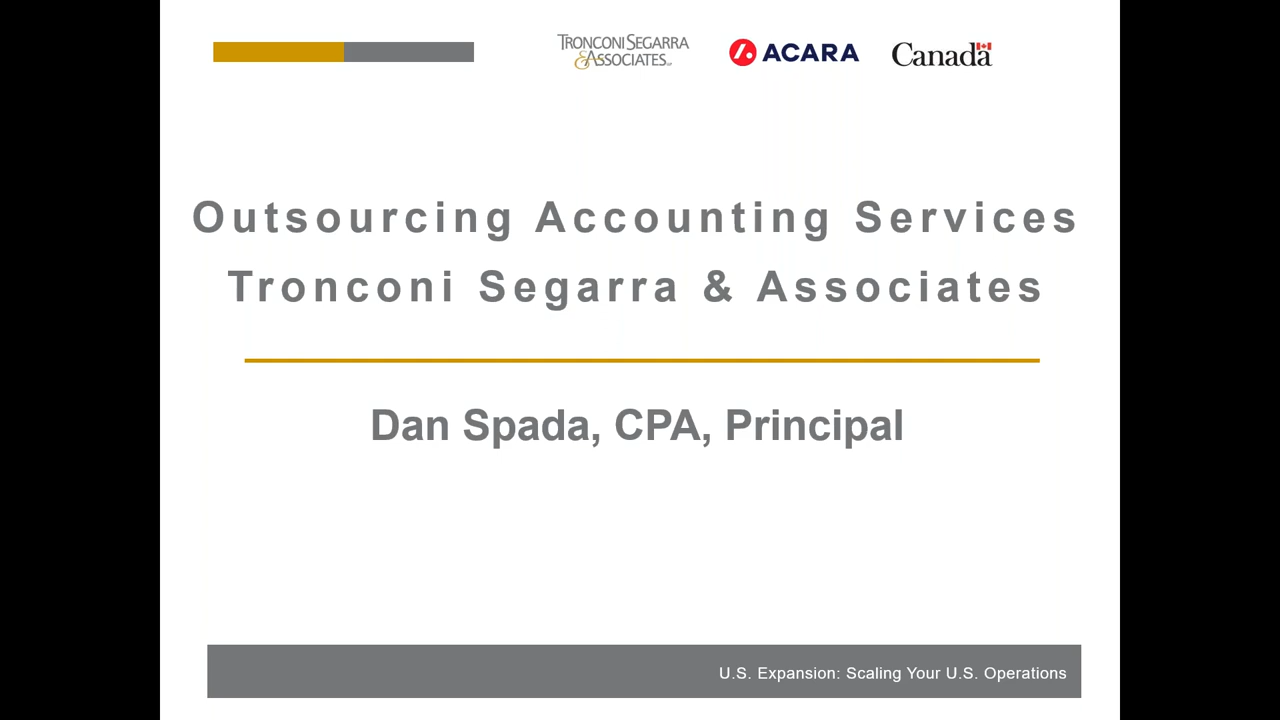 TRONCONI SEGARRA
& ASSOCIATES LLP
ACARA
Canada
Outsourcing Accounting Services
Tronconi Segarra & Associates
Dan Spada, CPA, Principal
U.S. Expansion: Scaling Your U.S. Operations